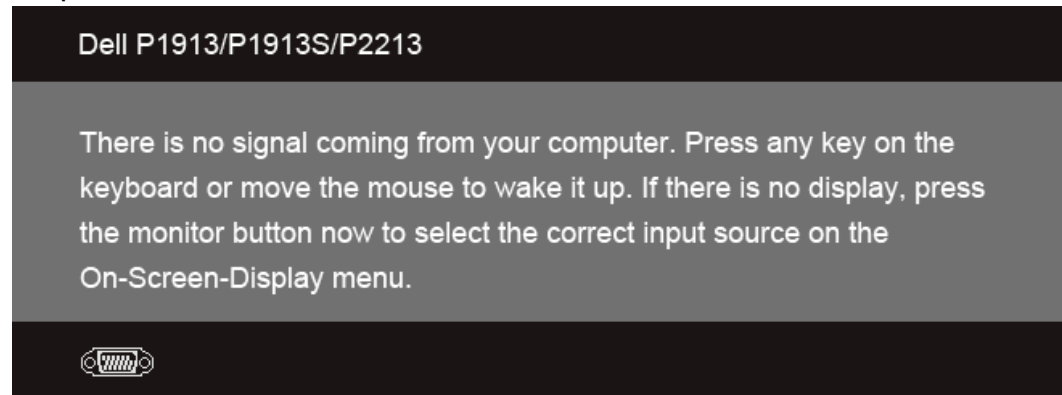 Dell P1913/P1913S/P2213
There is no signal coming from your computer. Press any key on the
keyboard or move the mouse to wake it up. If there is no display, press
the monitor button now to select the correct input source on the
On-Screen-Display menu.